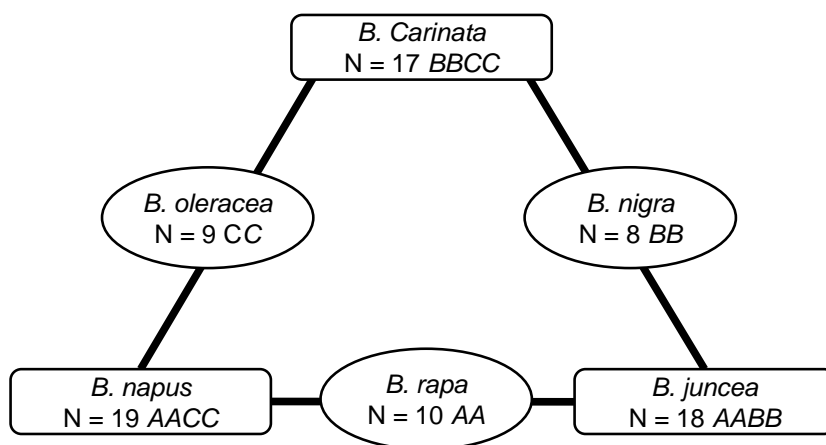 B. Carinata
N = 17 BBCC
B. oleracea
N = 9 CC
B. nigra
N = 8 BB
B. napus
N = 19 AACC
B. rapa
N = 10 AA
B. juncea
N = 18 AABB